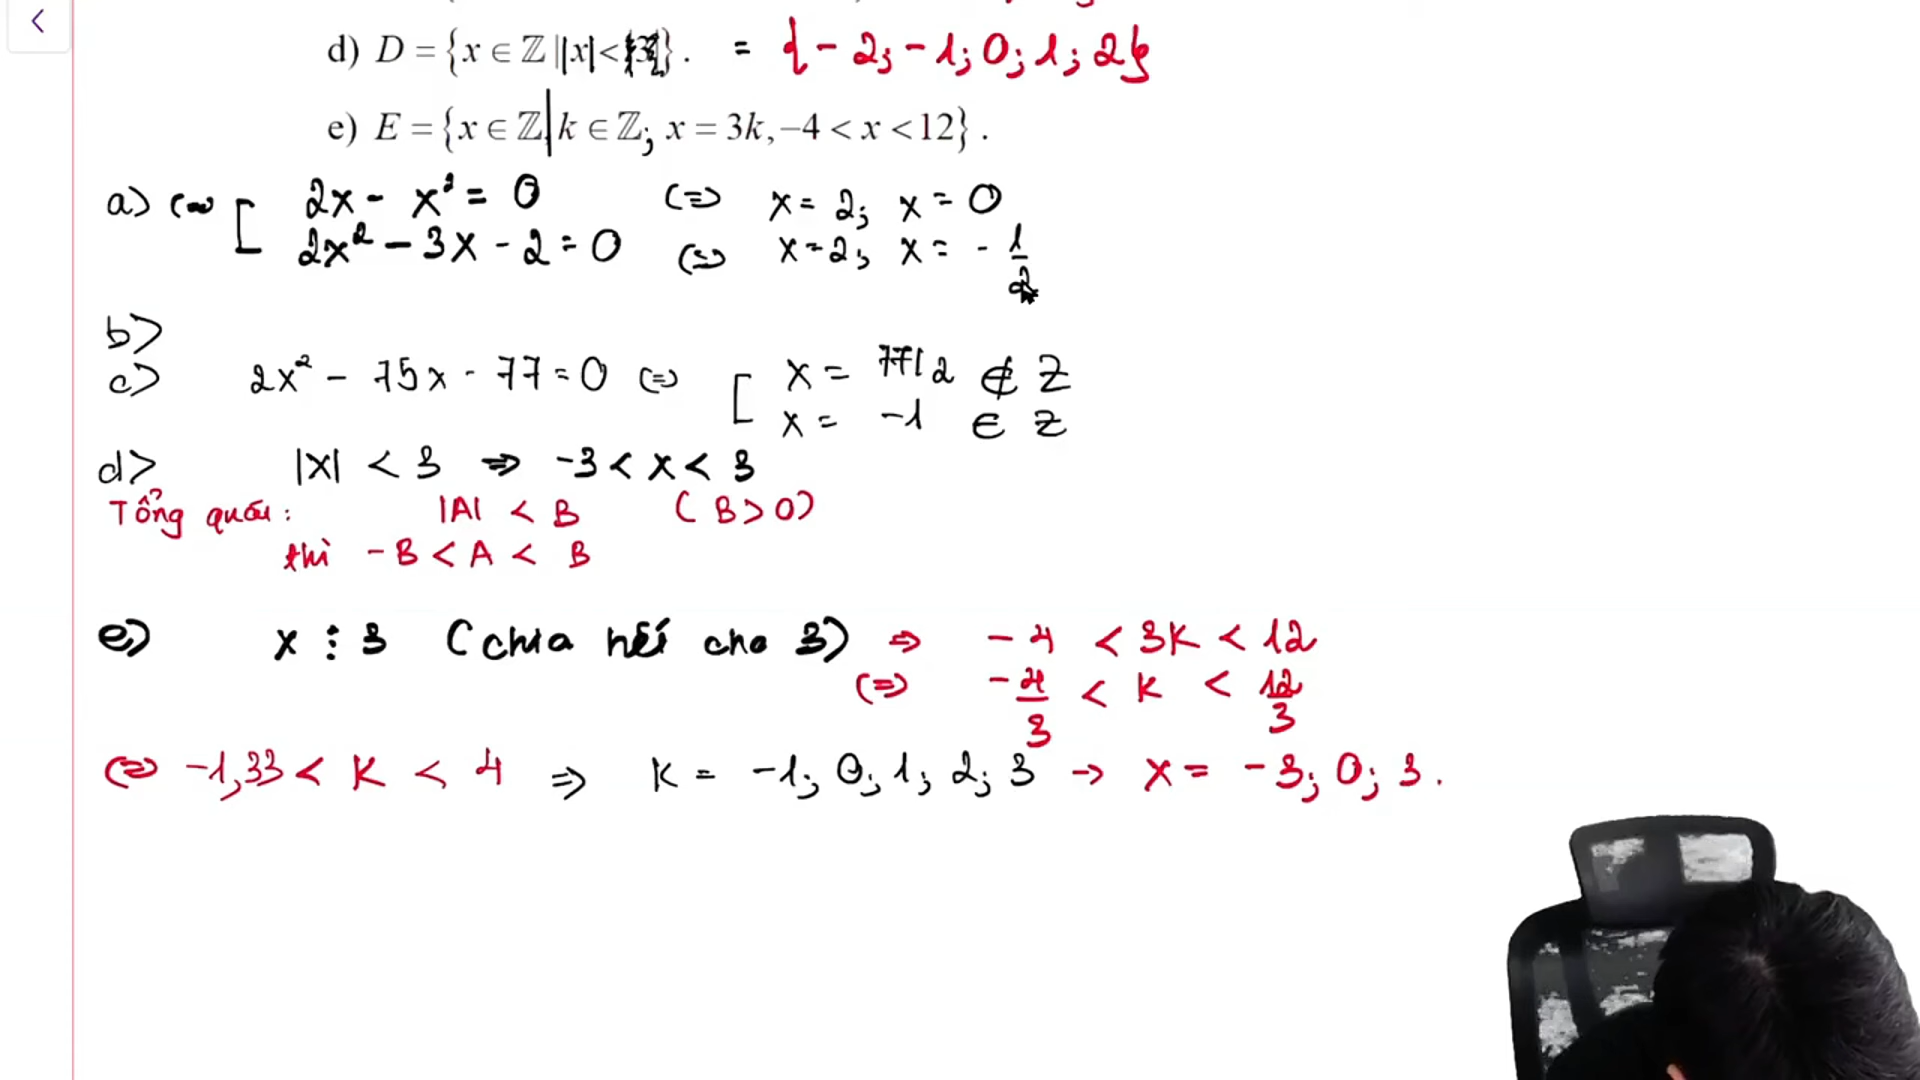 d) D = {x ∈ ℤ ||x| < 3}. = {-2; -1; 0; 1; 2}
e) E = {x ∈ ℤ | k ∈ ℤ; x = 3k, -4 < x < 12}.
a) (=> [ 2x - x² = 0 (=> x = 2; x = 0
2x² - 3x - 2 = 0 (=> x = 2; x = -1/2
b)
c) 2x² - 75x - 77 = 0 (=> [ x = 77/2 ∉ Z
x = -1 ∈ Z
d) |x| < 3 => -3 < x < 3
Tổng quát: |A| < B (B > 0)
thì -B < A < B
e) x ⋮ 3 (chia hết cho 3) => -4 < 3K < 12
(=> -4/3 < K < 12/3
(=> -1,33 < K < 4 => K = -1; 0; 1; 2; 3 -> x = -3; 0; 3.